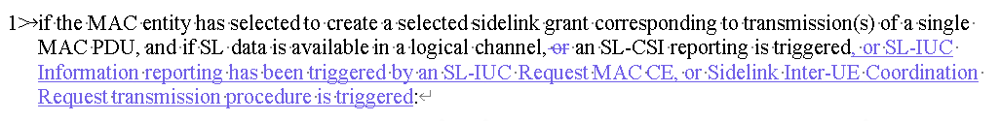 1>if the MAC entity has selected to create a selected sidelink grant corresponding to transmission(s) of a single
MAC PDU, and if SL data is available in a logical channel, or an SL-CSI reporting is triggered, or SL-IUC
Information reporting has been triggered by an SL-IUC Request MAC CE, or Sidelink Inter-UE Coordination
Request transmission procedure is triggered: